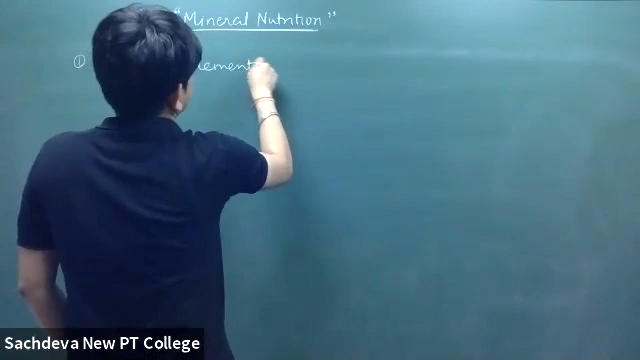 "Mineral Nutrition"
①
Sachdeva New PT College